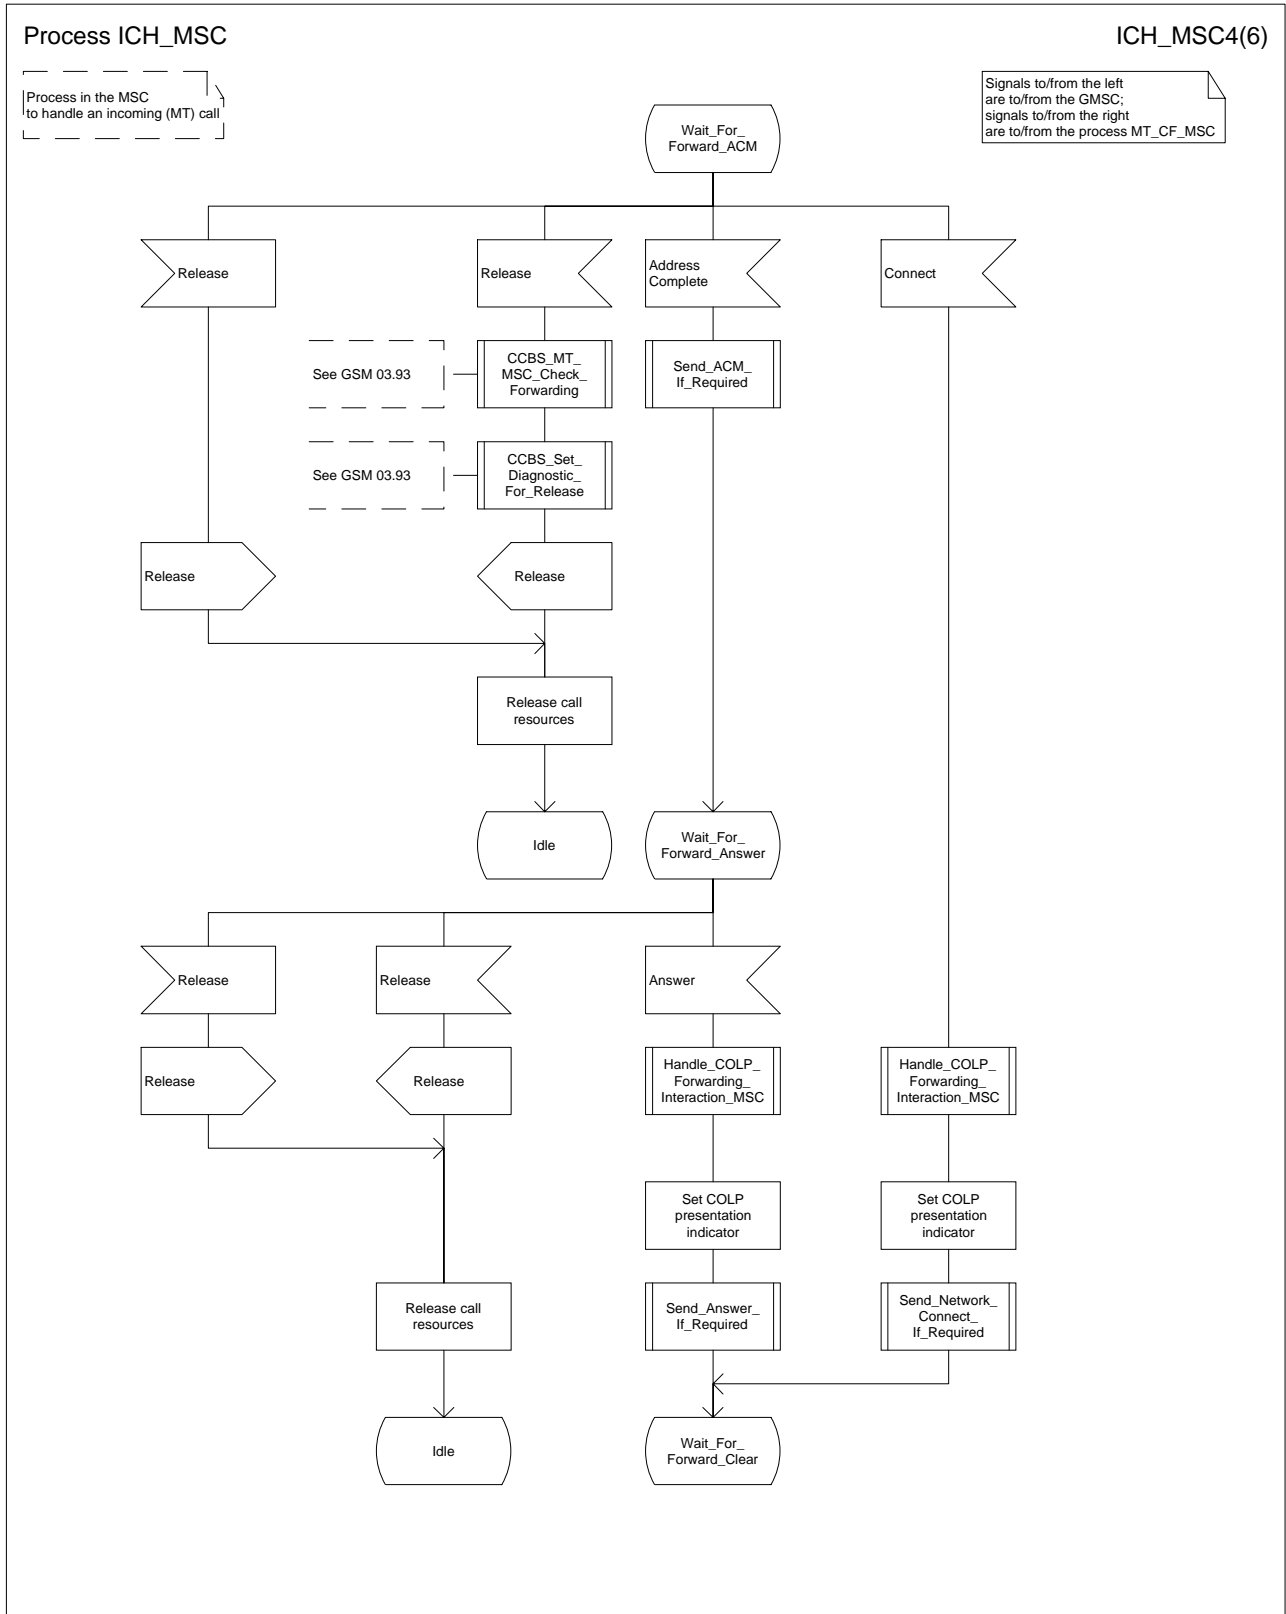 Process ICH_MSC
ICH_MSC4(6)
Process in the MSC
to handle an incoming (MT) call
Signals to/from the left
are to/from the GMSC;
signals to/from the right
are to/from the process MT_CF_MSC
Wait_For_
Forward_ACM
Release
Release
Address
Complete
Connect
See GSM 03.93
CCBS_MT_
MSC_Check_
Forwarding
Send_ACM_
If_Required
See GSM 03.93
CCBS_Set_
Diagnostic_
For_Release
Release
Release
Release call
resources
Idle
Wait_For_
Forward_Answer
Release
Release
Answer
Release
Release
Handle_COLP_
Forwarding_
Interaction_MSC
Handle_COLP_
Forwarding_
Interaction_MSC
Set COLP
presentation
indicator
Set COLP
presentation
indicator
Release call
resources
Send_Answer_
If_Required
Send_Network_
Connect_
If_Required
Idle
Wait_For_
Forward_Clear